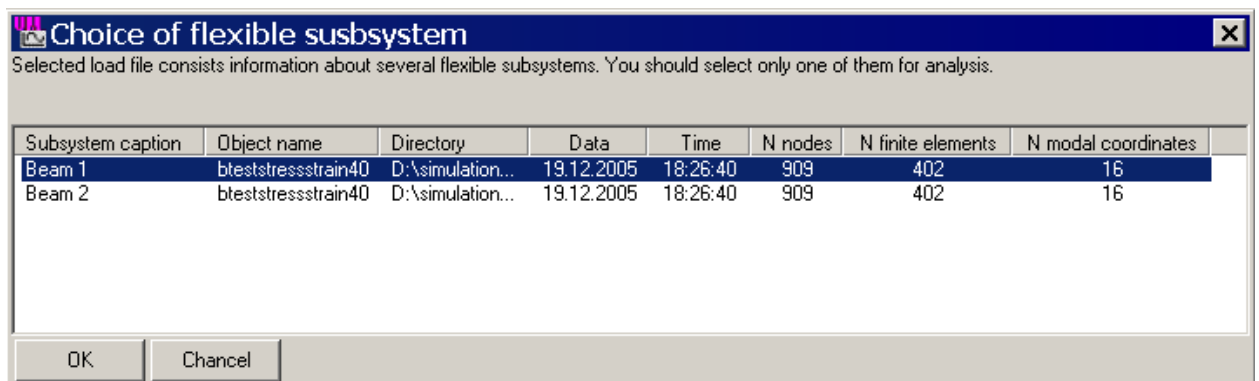 Choice of flexible susbsystem
Selected load file consists information about several flexible subsystems. You should select only one of them for analysis.
Subsystem caption Object name Directory Data Time N nodes N finite elements N modal coordinates
Beam 1 bteststressstrain40 D:\simulation... 19.12.2005 18:26:40 909 402 16
Beam 2 bteststressstrain40 D:\simulation... 19.12.2005 18:26:40 909 402 16
OK Chancel